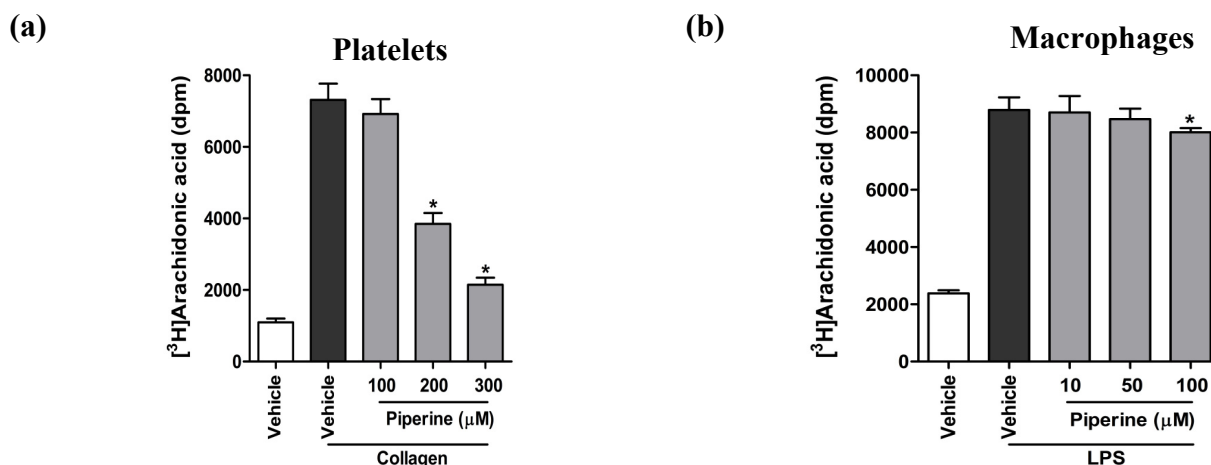 (a)
Platelets
[³H]Arachidonic acid (dpm)
8000
6000
4000
2000
0
*
*
Vehicle
Vehicle
100 200 300
Piperine (μM)
Collagen
(b)
Macrophages
[³H]Arachidonic acid (dpm)
10000
8000
6000
4000
2000
0
*
Vehicle
Vehicle
10 50 100
Piperine (μM)
LPS